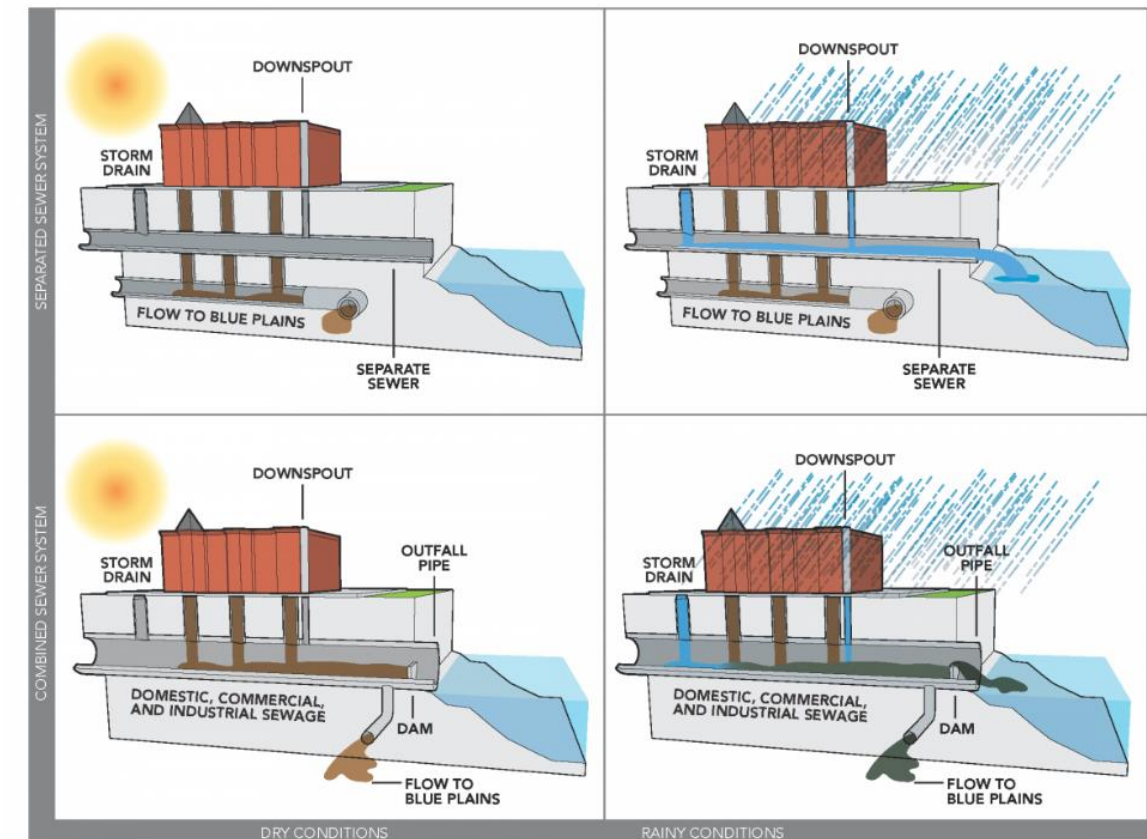 SEPARATED SEWER SYSTEM
DOWNSPOUT
STORM
DRAIN
FLOW TO BLUE PLAINS
SEPARATE
SEWER
DOWNSPOUT
STORM
DRAIN
FLOW TO BLUE PLAINS
SEPARATE
SEWER
COMBINED SEWER SYSTEM
DOWNSPOUT
STORM
DRAIN
OUTFALL
PIPE
DOMESTIC, COMMERCIAL,
AND INDUSTRIAL SEWAGE
DAM
FLOW TO
BLUE PLAINS
DOWNSPOUT
STORM
DRAIN
OUTFALL
PIPE
DOMESTIC, COMMERCIAL,
AND INDUSTRIAL SEWAGE
DAM
FLOW TO
BLUE PLAINS
DRY CONDITIONS
RAINY CONDITIONS